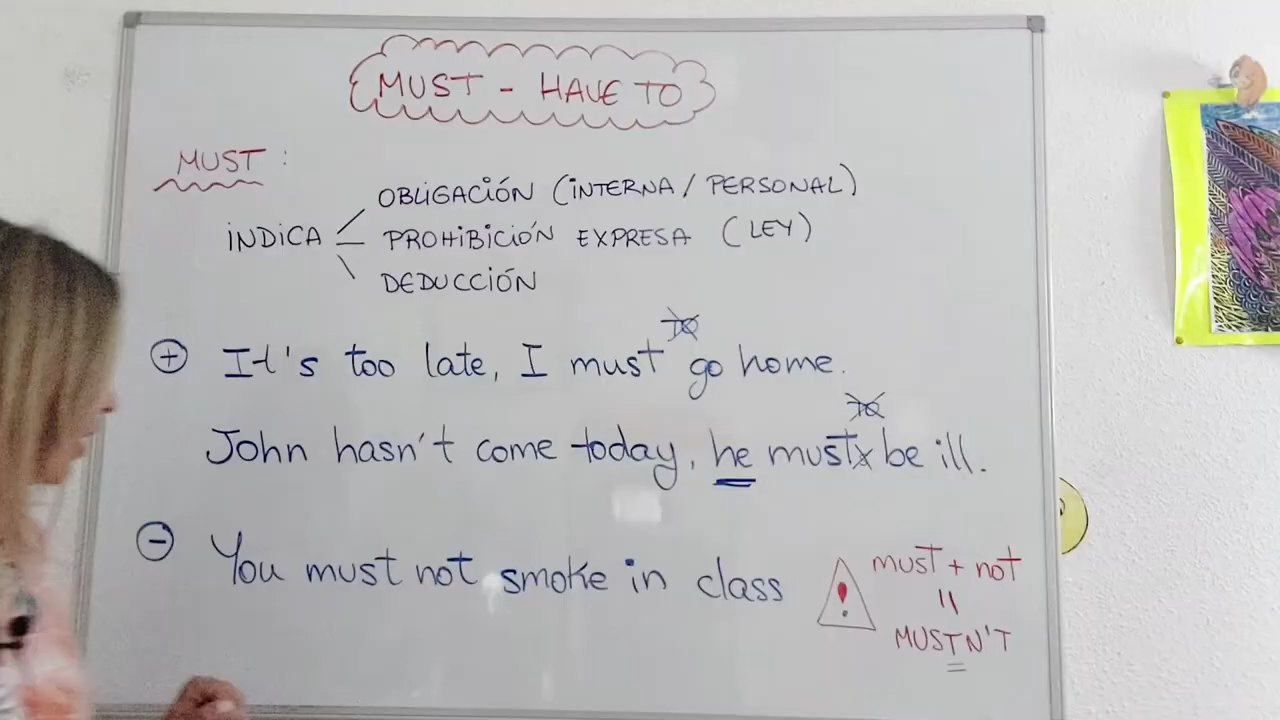 MUST - HAVE TO
MUST :
INDICA
OBLIGACIÓN (INTERNA / PERSONAL)
PROHIBICIÓN EXPRESA (LEY)
DEDUCCIÓN
TO
+ It's too late, I must go home.
TO
John hasn't come today, he must x be ill.
- You must not smoke in class
! must + not
=
MUSTN'T